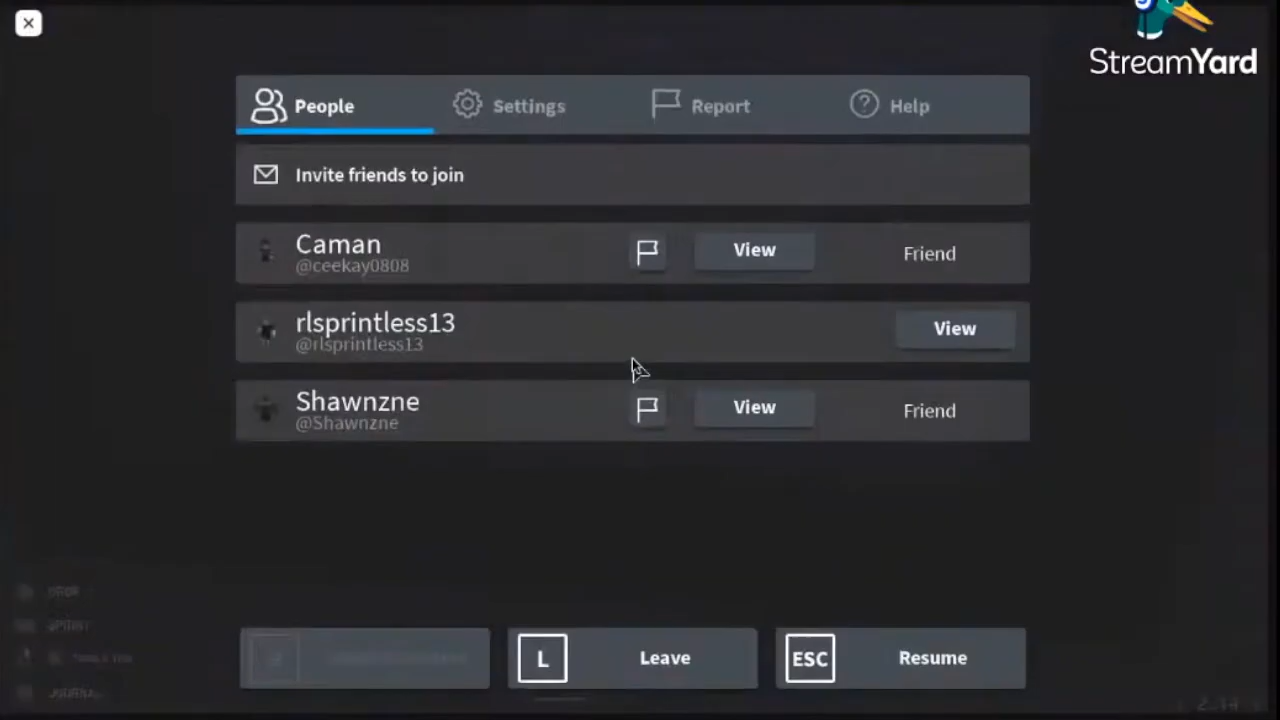 StreamYard
People
Settings
Report
Help
Invite friends to join
Caman
@ceekay0808
View
Friend
rlsprintless13
@rlsprintless13
View
Shawnzne
@Shawnzne
View
Friend
L
Leave
ESC
Resume